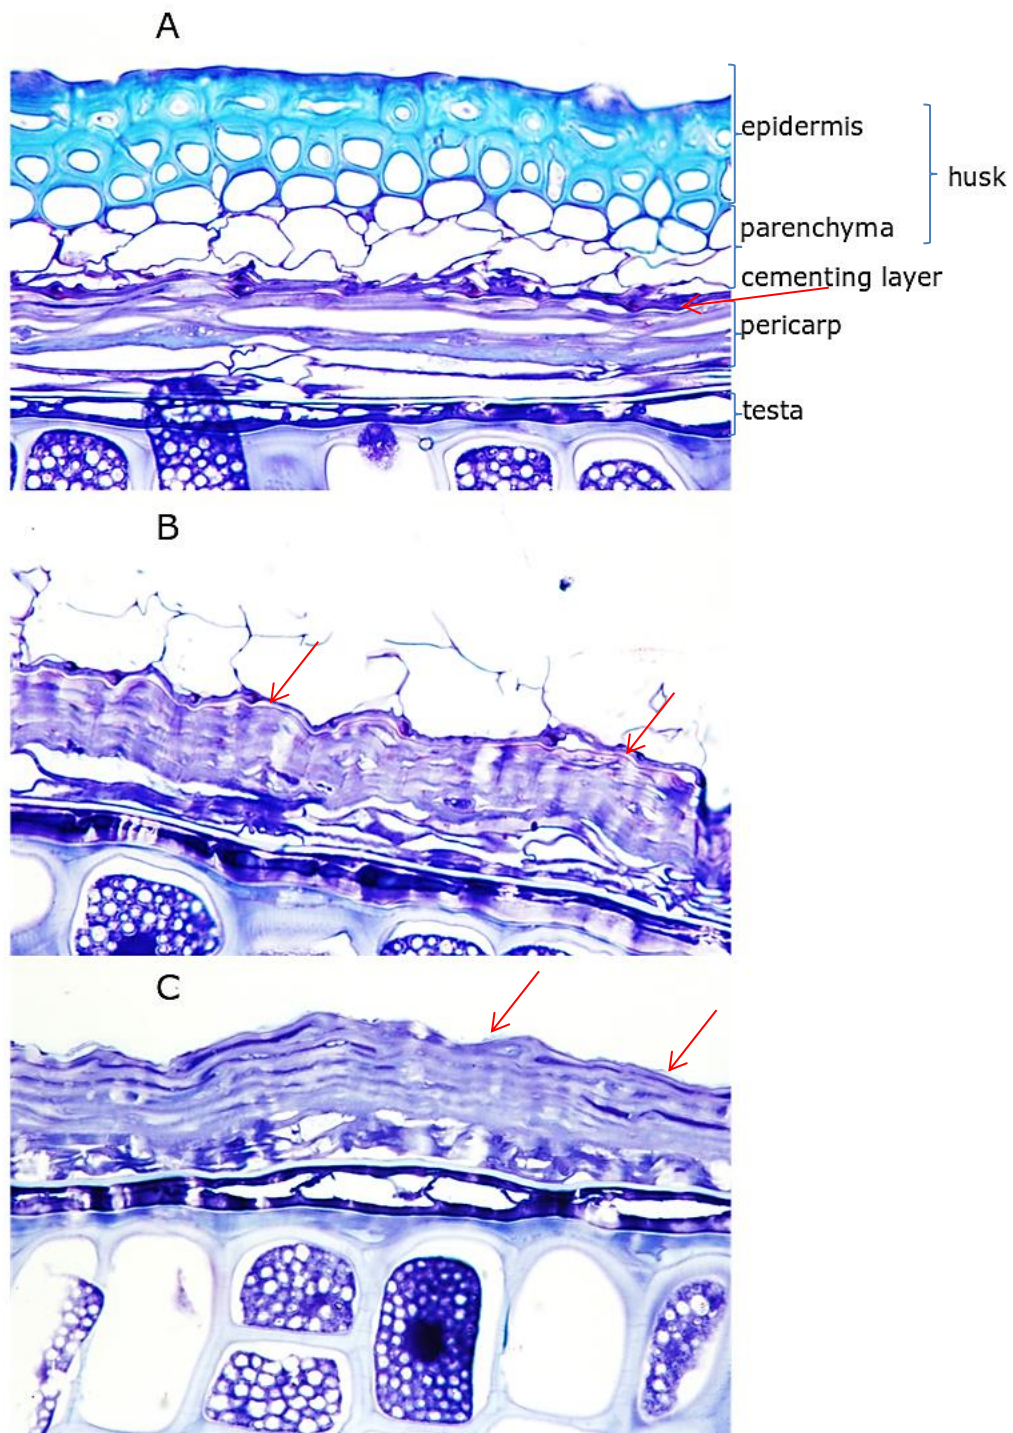 A
epidermis
husk
parenchyma
cementing layer
pericarp
testa
B
C